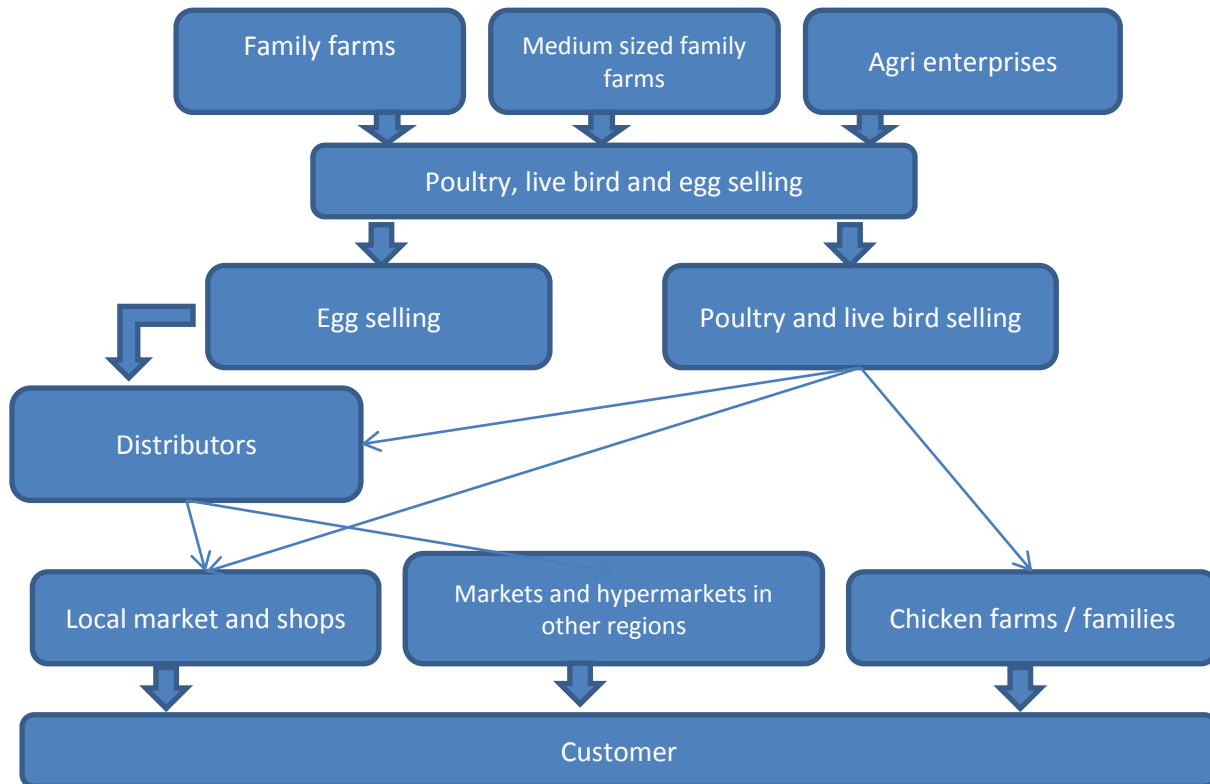 Family farms
Medium sized family
farms
Agri enterprises
Poultry, live bird and egg selling
Egg selling
Poultry and live bird selling
Distributors
Local market and shops
Markets and hypermarkets in
other regions
Chicken farms / families
Customer